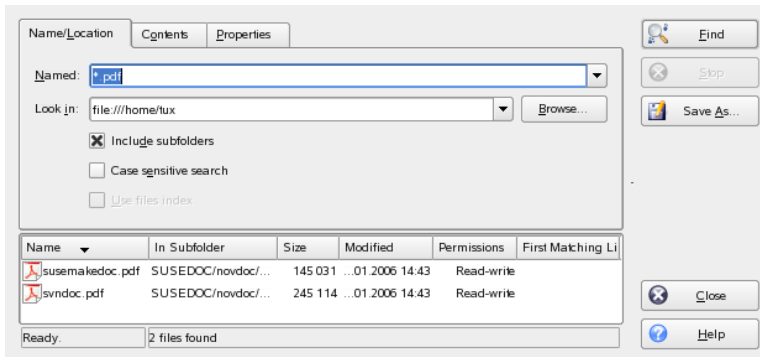 Name/Location Contents Properties
Find
Named: *.pdf
Stop
Look in: file:///home/tux Browse...
Save As...
Include subfolders
Case sensitive search
Use files index
Name In Subfolder Size Modified Permissions First Matching Li
susemakedoc.pdf SUSEDOC/novdoc/... 145 031 ...01.2006 14:43 Read-write
svndoc.pdf SUSEDOC/novdoc/... 245 114 ...01.2006 14:43 Read-write
Close
Ready. 2 files found
Help